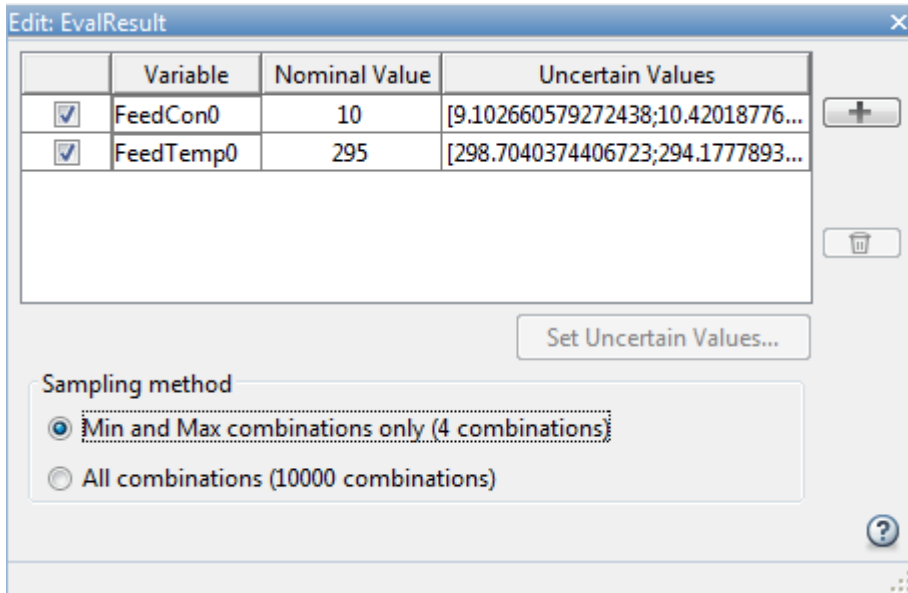 Edit: EvalResult
Variable Nominal Value Uncertain Values
FeedCon0 10 [9.102660579272438;10.42018776...
FeedTemp0 295 [298.7040374406723;294.1777893...
Set Uncertain Values...
Sampling method
Min and Max combinations only (4 combinations)
All combinations (10000 combinations)